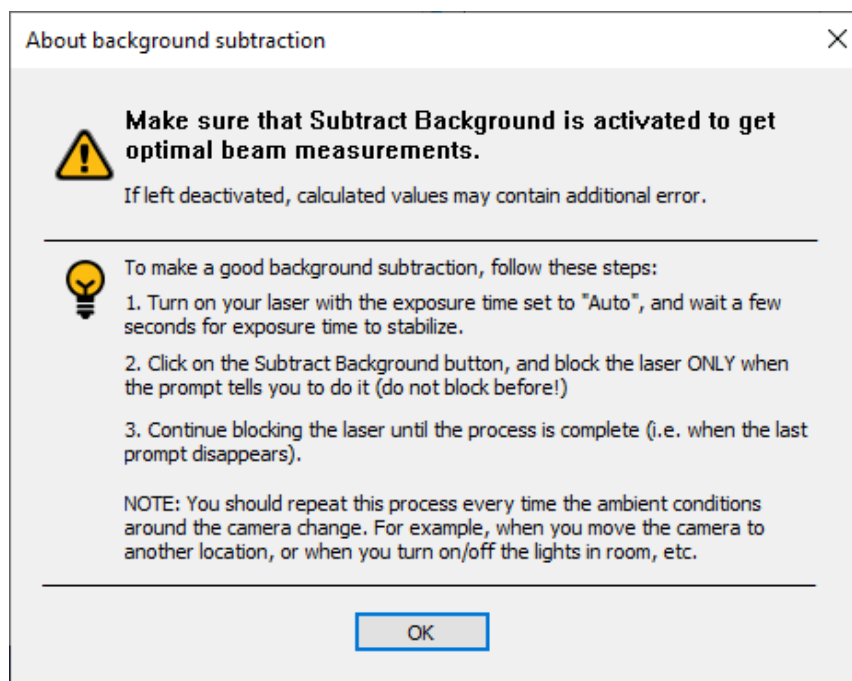 About background subtraction
Make sure that Subtract Background is activated to get
optimal beam measurements.
If left deactivated, calculated values may contain additional error.
To make a good background subtraction, follow these steps:
1. Turn on your laser with the exposure time set to "Auto", and wait a few
seconds for exposure time to stabilize.
2. Click on the Subtract Background button, and block the laser ONLY when
the prompt tells you to do it (do not block before!)
3. Continue blocking the laser until the process is complete (i.e. when the last
prompt disappears).
NOTE: You should repeat this process every time the ambient conditions
around the camera change. For example, when you move the camera to
another location, or when you turn on/off the lights in room, etc.
OK